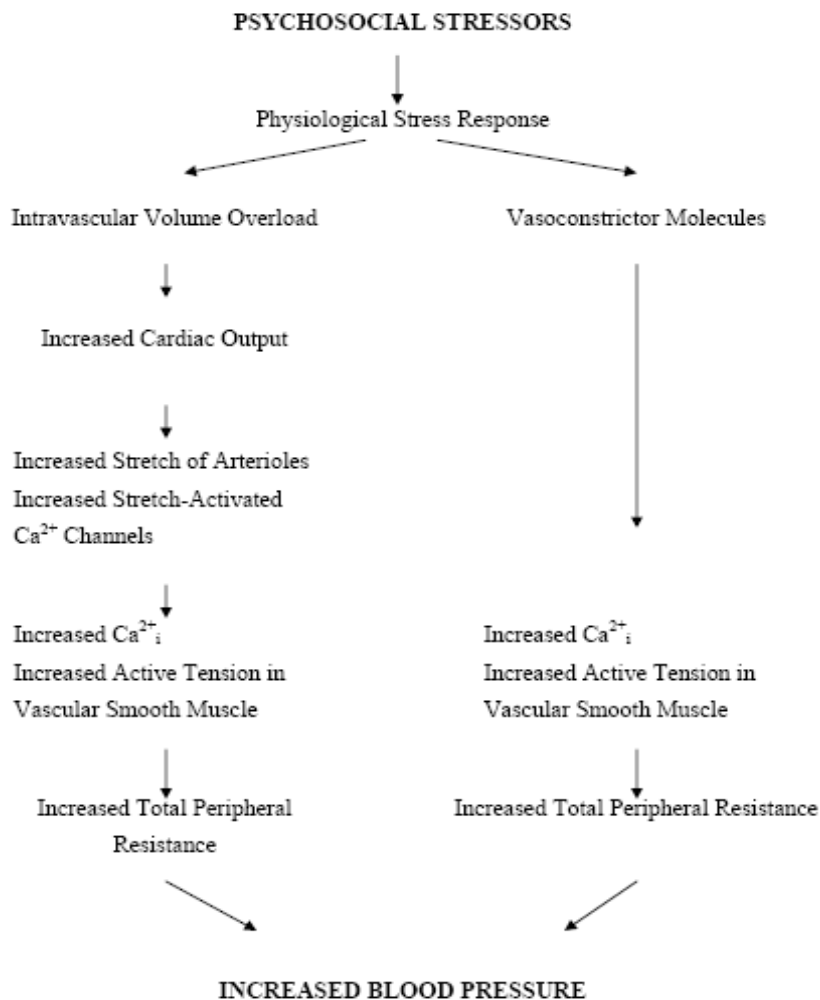 PSYCHOSOCIAL STRESSORS
Physiological Stress Response
Intravascular Volume Overload
Vasoconstrictor Molecules
Increased Cardiac Output
Increased Stretch of Arterioles
Increased Stretch-Activated
Ca²⁺ Channels
Increased Ca²⁺ᵢ
Increased Active Tension in
Vascular Smooth Muscle
Increased Ca²⁺ᵢ
Increased Active Tension in
Vascular Smooth Muscle
Increased Total Peripheral
Resistance
Increased Total Peripheral Resistance
INCREASED BLOOD PRESSURE